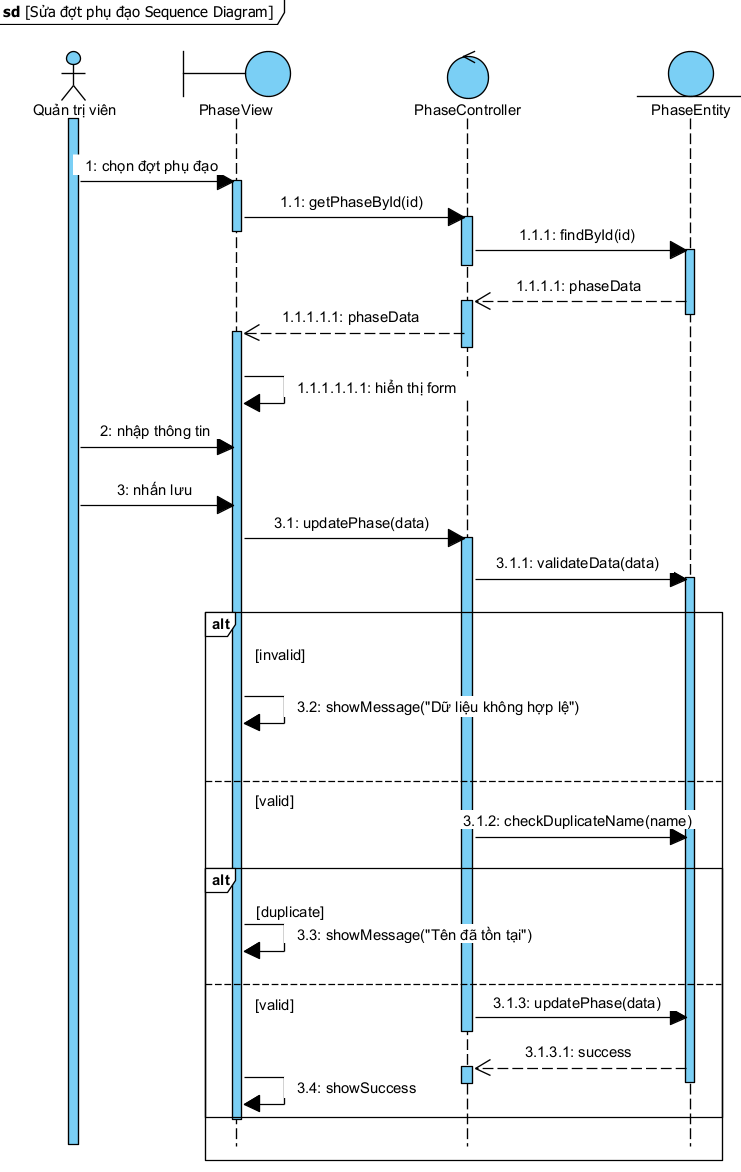 sd [Sửa đợt phụ đạo Sequence Diagram]
Quản trị viên
PhaseView
PhaseController
PhaseEntity
1: chọn đợt phụ đạo
1.1: getPhaseById(id)
1.1.1: findById(id)
1.1.1.1: phaseData
1.1.1.1.1: phaseData
1.1.1.1.1.1: hiển thị form
2: nhập thông tin
3: nhấn lưu
3.1: updatePhase(data)
3.1.1: validateData(data)
alt
[invalid]
3.2: showMessage("Dữ liệu không hợp lệ")
[valid]
3.1.2: checkDuplicateName(name)
alt
[duplicate]
3.3: showMessage("Tên đã tồn tại")
[valid]
3.1.3: updatePhase(data)
3.1.3.1: success
3.4: showSuccess